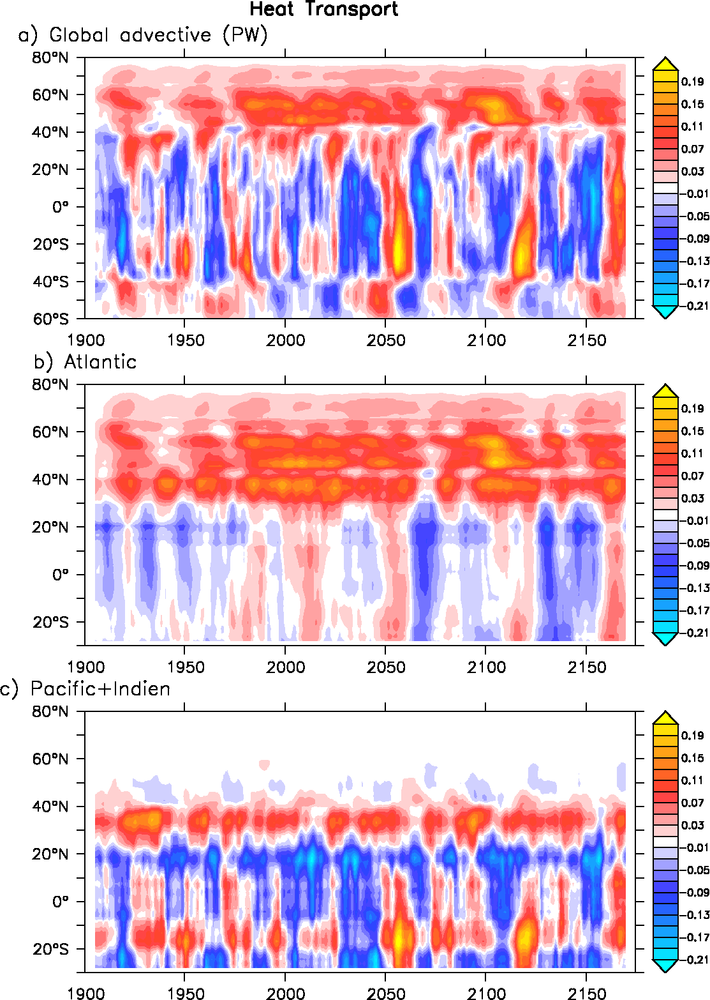 Heat Transport
a) Global advective (PW)
80°N
60°N
40°N
20°N
0°
20°S
40°S
60°S
1900 1950 2000 2050 2100 2150
0.19
0.15
0.11
0.07
0.03
-0.01
-0.05
-0.09
-0.13
-0.17
-0.21
b) Atlantic
80°N
60°N
40°N
20°N
0°
20°S
1900 1950 2000 2050 2100 2150
0.19
0.15
0.11
0.07
0.03
-0.01
-0.05
-0.09
-0.13
-0.17
-0.21
c) Pacific+Indien
80°N
60°N
40°N
20°N
0°
20°S
1900 1950 2000 2050 2100 2150
0.19
0.15
0.11
0.07
0.03
-0.01
-0.05
-0.09
-0.13
-0.17
-0.21